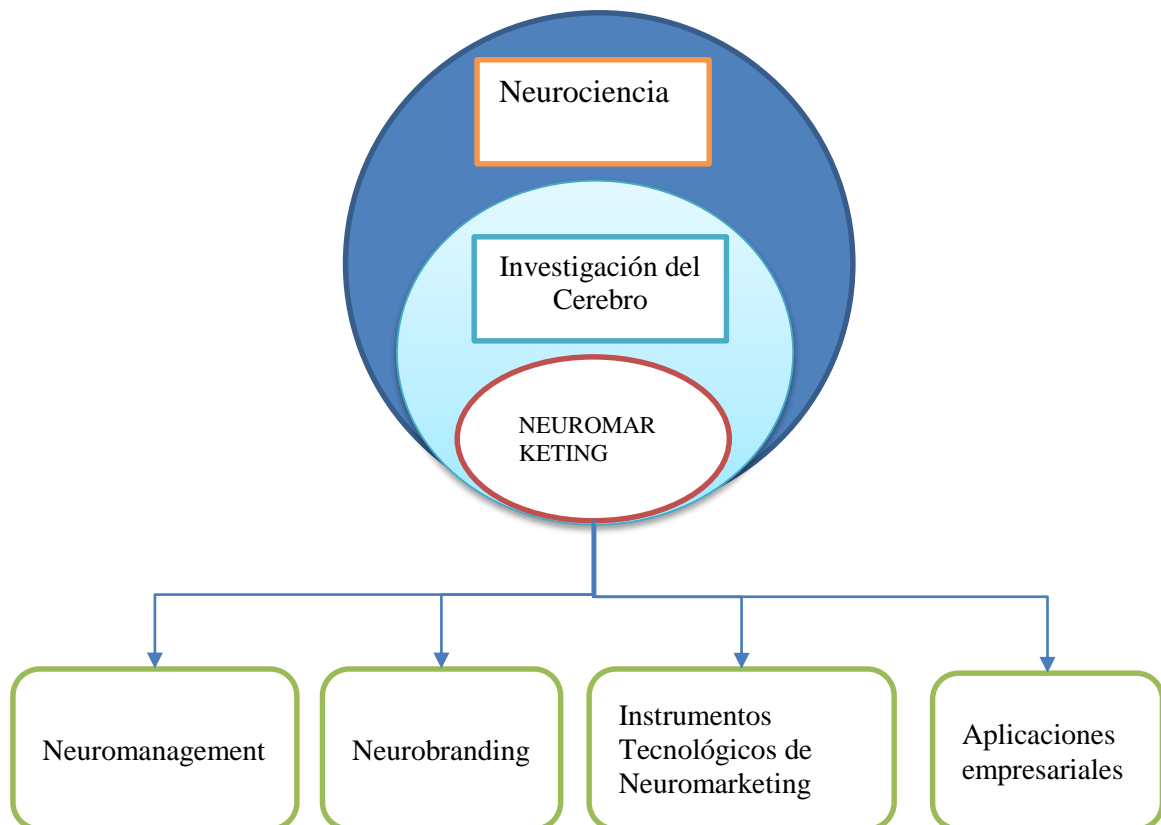 Neurociencia
Investigación del
Cerebro
NEUROMAR
KETING
Neuromanagement
Neurobranding
Instrumentos
Tecnológicos de
Neuromarketing
Aplicaciones
empresariales